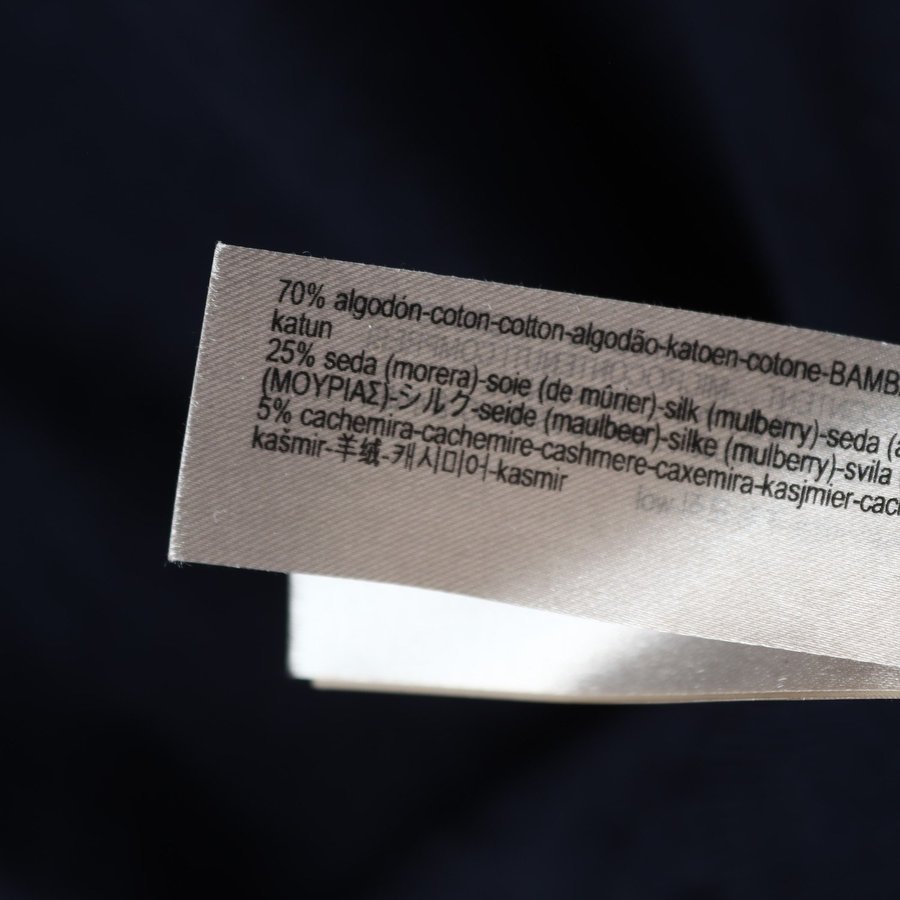 70% algodón-coton-cotton-algodão-katoen-cotone-BAMB
katun
25% seda (morera)-soie (de mûrier)-silk (mulberry)-seda (a
(ΜΟΥΡΙΑΣ)-シルク-seide (maulbeer)-silke (mulberry)-svila
5% cachemira-cachemire-cashmere-caxemira-kasjmier-cac
kašmir-羊绒-캐시미어-kasmir